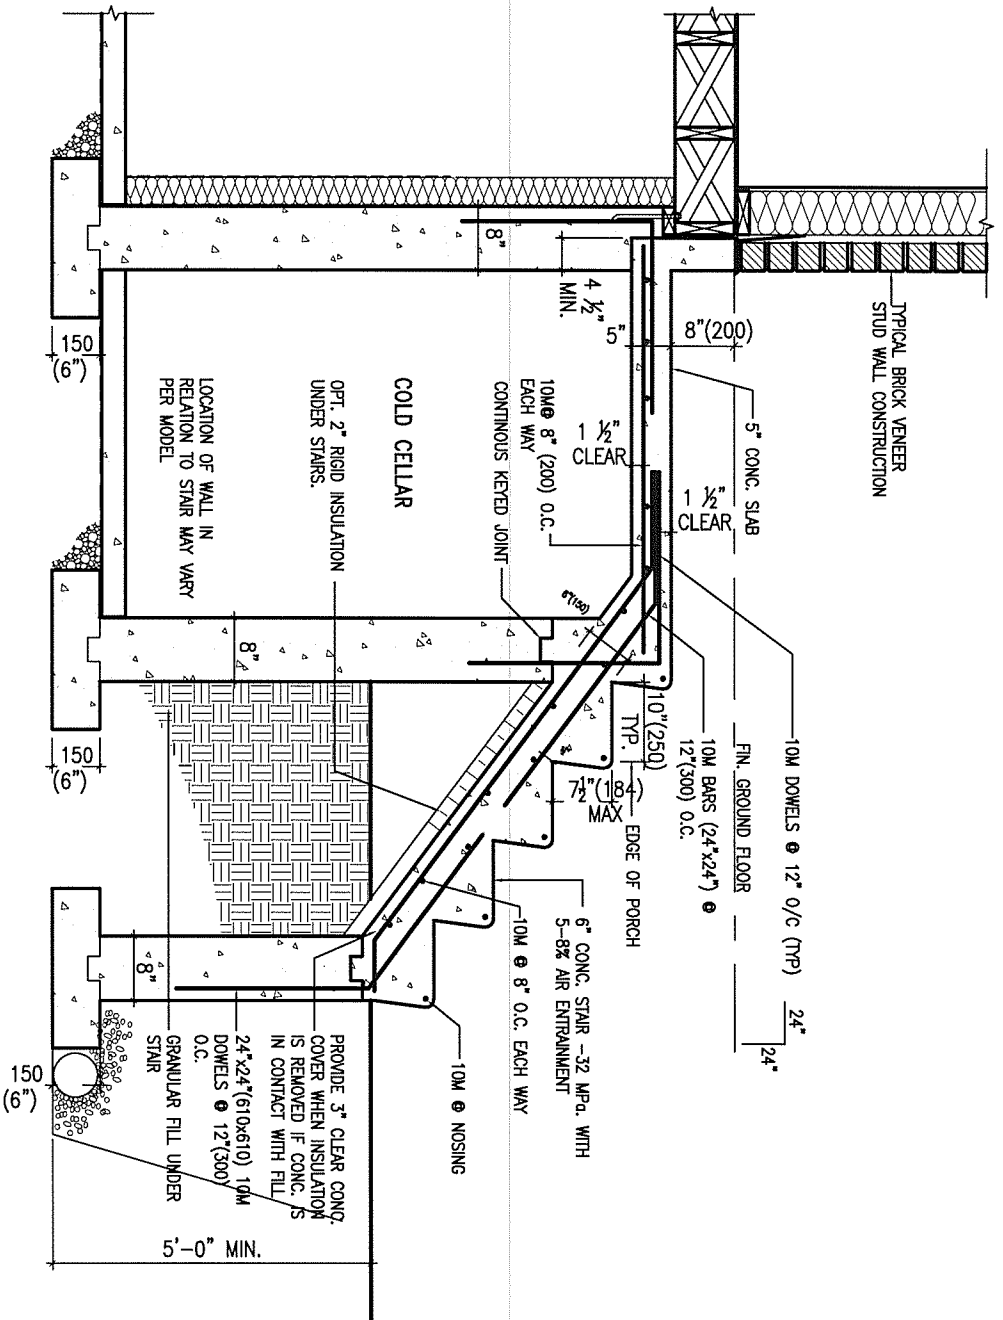 TYPICAL BRICK VENEER
STUD WALL CONSTRUCTION
8"(200)
5" CONC. SLAB
5"
4 ½"
MIN.
8"
1 ½"
CLEAR
1 ½"
CLEAR
10M@ 8" (200) O.C.
EACH WAY
CONTINOUS KEYED JOINT
COLD CELLAR
OPT. 2" RIGID INSULATION
UNDER STAIRS.
LOCATION OF WALL IN
RELATION TO STAIR MAY VARY
PER MODEL
150
(6")
10M DOWELS @ 12" O/C (TYP)
24"
24"
FIN. GROUND FLOOR
10M BARS (24"x24") @
12"(300) O.C.
6"(150)
10"(250)
TYP.
7½"(184)
MAX
EDGE OF PORCH
8"
150
(6")
6" CONC. STAIR -32 MPa. WITH
5-8% AIR ENTRAINMENT
10M @ 8" O.C. EACH WAY
10M @ NOSING
8"
PROVIDE 3" CLEAR CONC.
COVER WHEN INSULATION
IS REMOVED IF CONC. IS
IN CONTACT WITH FILL
24"x24"(610x610) 10M
DOWELS @ 12"(300)
O.C.
GRANULAR FILL UNDER
STAIR
150
(6")
5'-0" MIN.